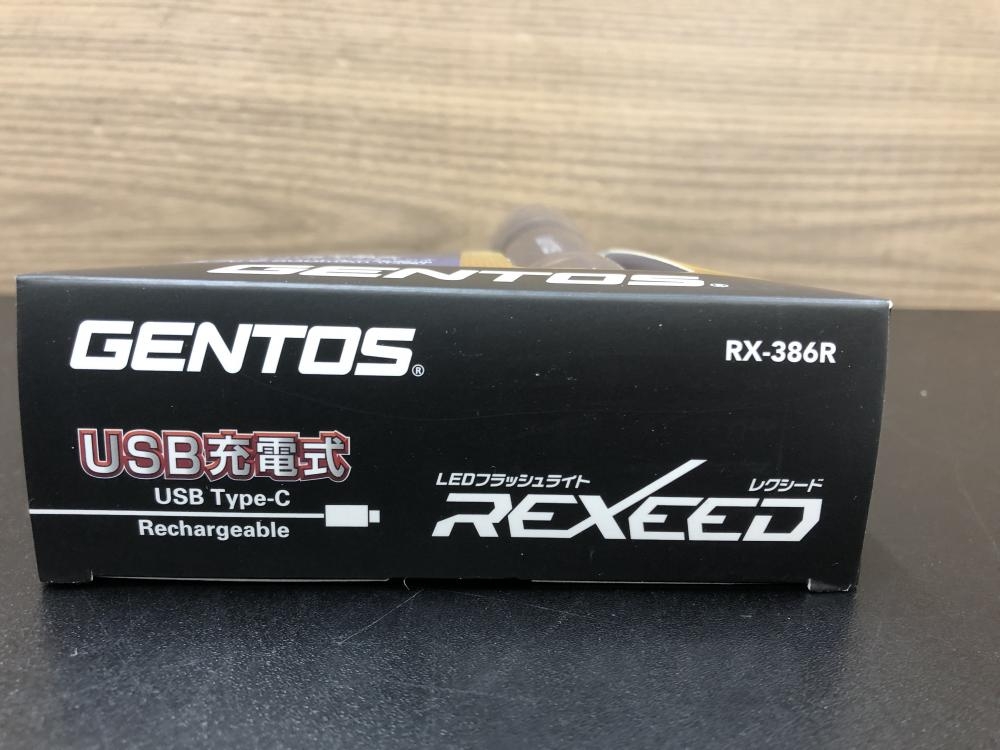 GENTOS®
GENTOS®
RX-386R
USB充電式
USB Type-C
Rechargeable
LEDフラッシュライト
レクシード
REXEED